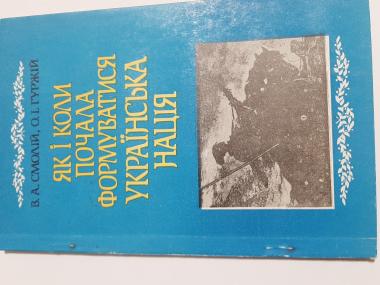 В. А. СМОЛІЙ, О. І. ГУРЖІЙ
ЯК І КОЛИ
ПОЧАЛА
ФОРМУВАТИСЯ
УКРАЇНСЬКА
НАЦІЯ